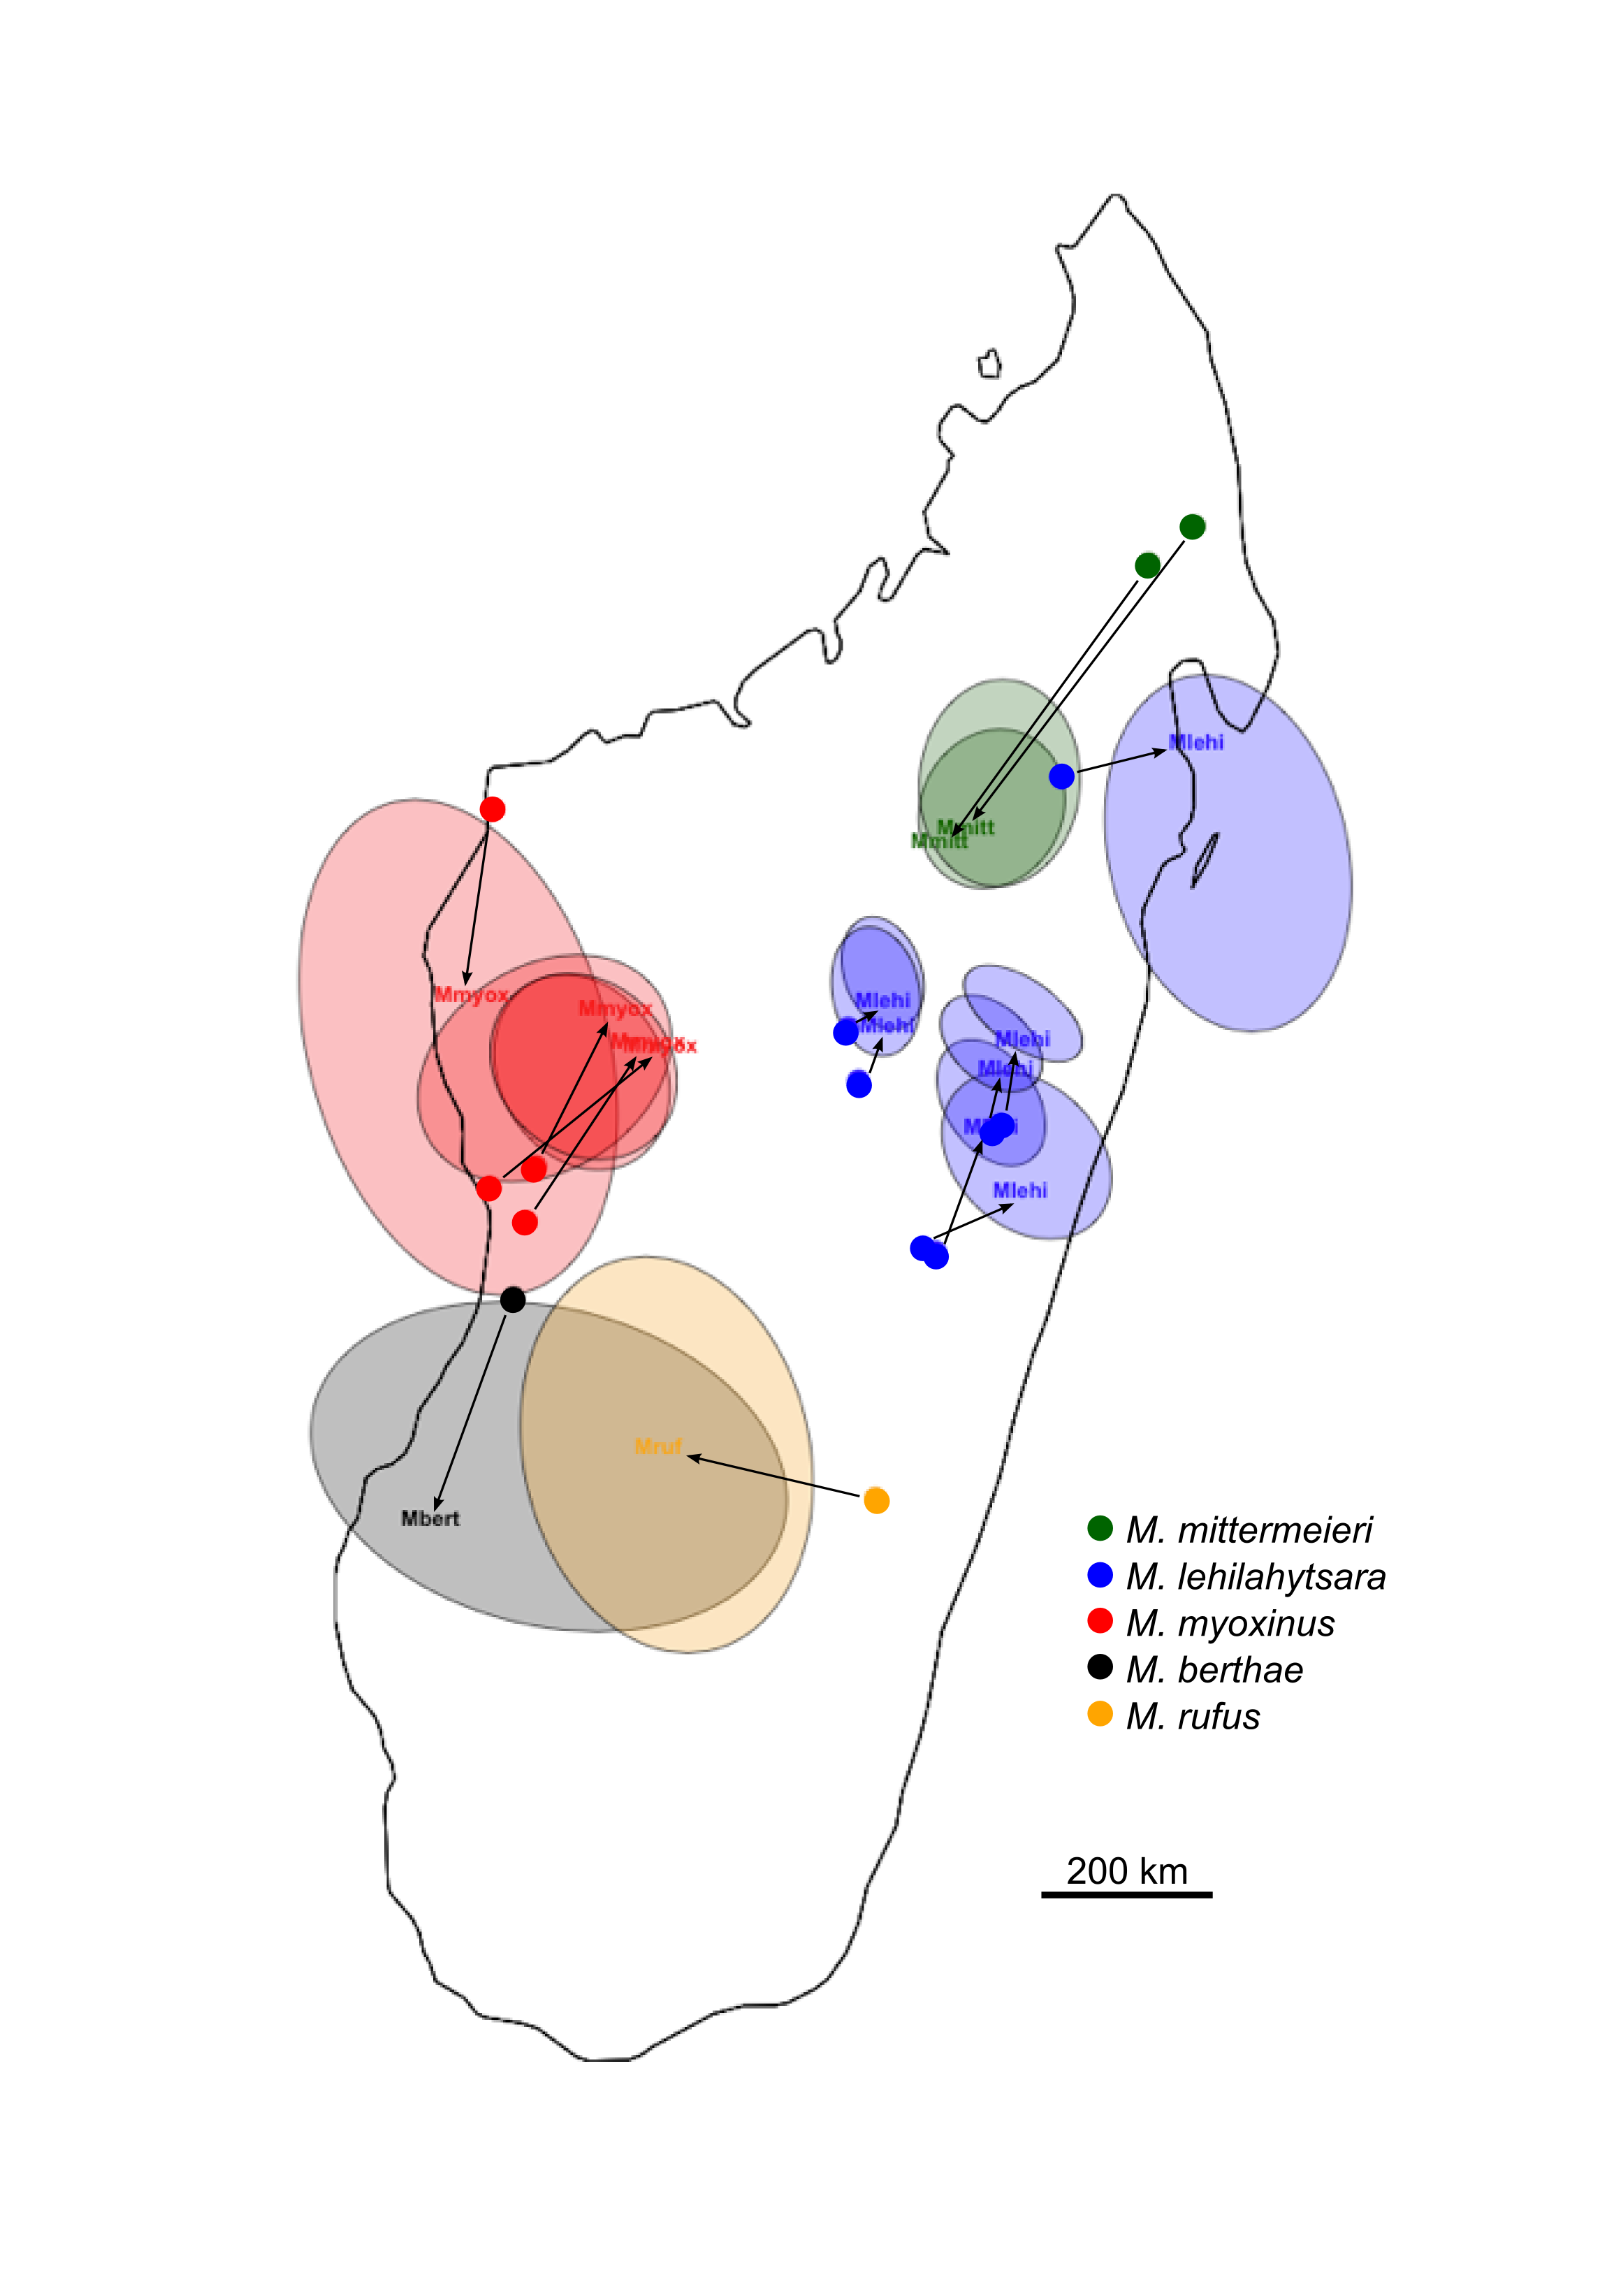 Mlehi
Mmitt
Mmitt
Mmyox
Mlehi
Mmyox
Mlehi
Mlehi
Mmyox
Mmyox
Mlehi
Mlehi
Mlehi
Mruf
Mbert
M. mittermeieri
M. lehilahytsara
M. myoxinus
M. berthae
M. rufus
200 km